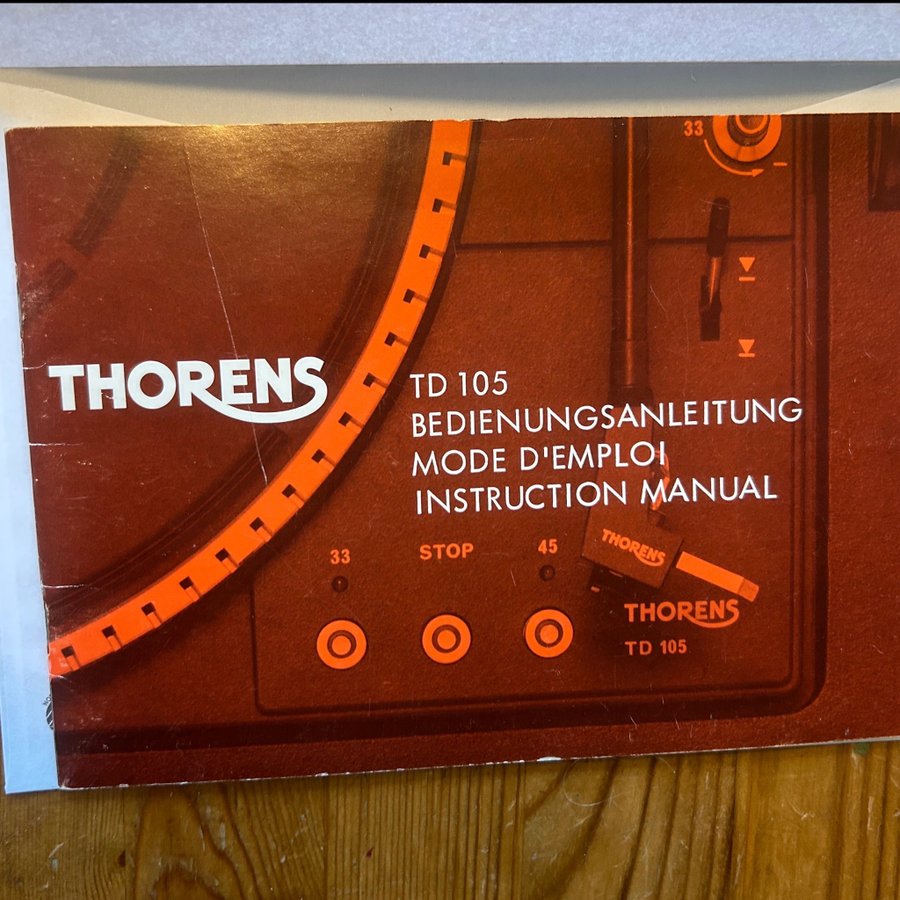 33
THORENS
TD 105
BEDIENUNGSANLEITUNG
MODE D'EMPLOI
INSTRUCTION MANUAL
33
STOP
45
THORENS
THORENS
TD 105